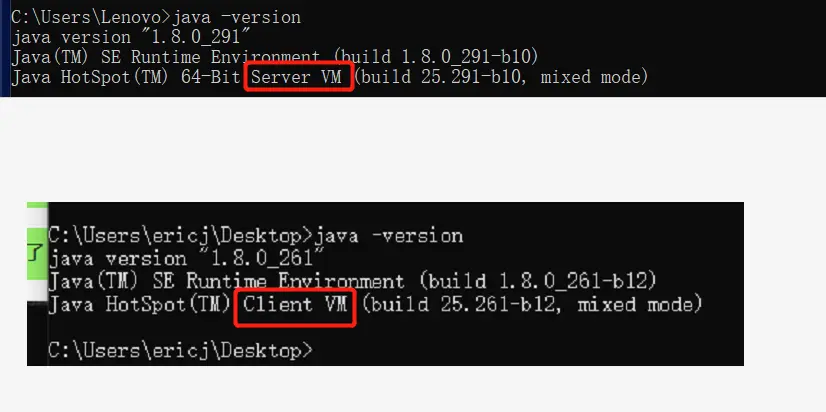 C:\Users\Lenovo>java -version
java version "1.8.0_291"
Java(TM) SE Runtime Environment (build 1.8.0_291-b10)
Java HotSpot(TM) 64-Bit Server VM (build 25.291-b10, mixed mode)
了
C:\Users\ericj\Desktop>java -version
java version "1.8.0_261"
Java(TM) SE Runtime Environment (build 1.8.0_261-b12)
Java HotSpot(TM) Client VM (build 25.261-b12, mixed mode)
C:\Users\ericj\Desktop>